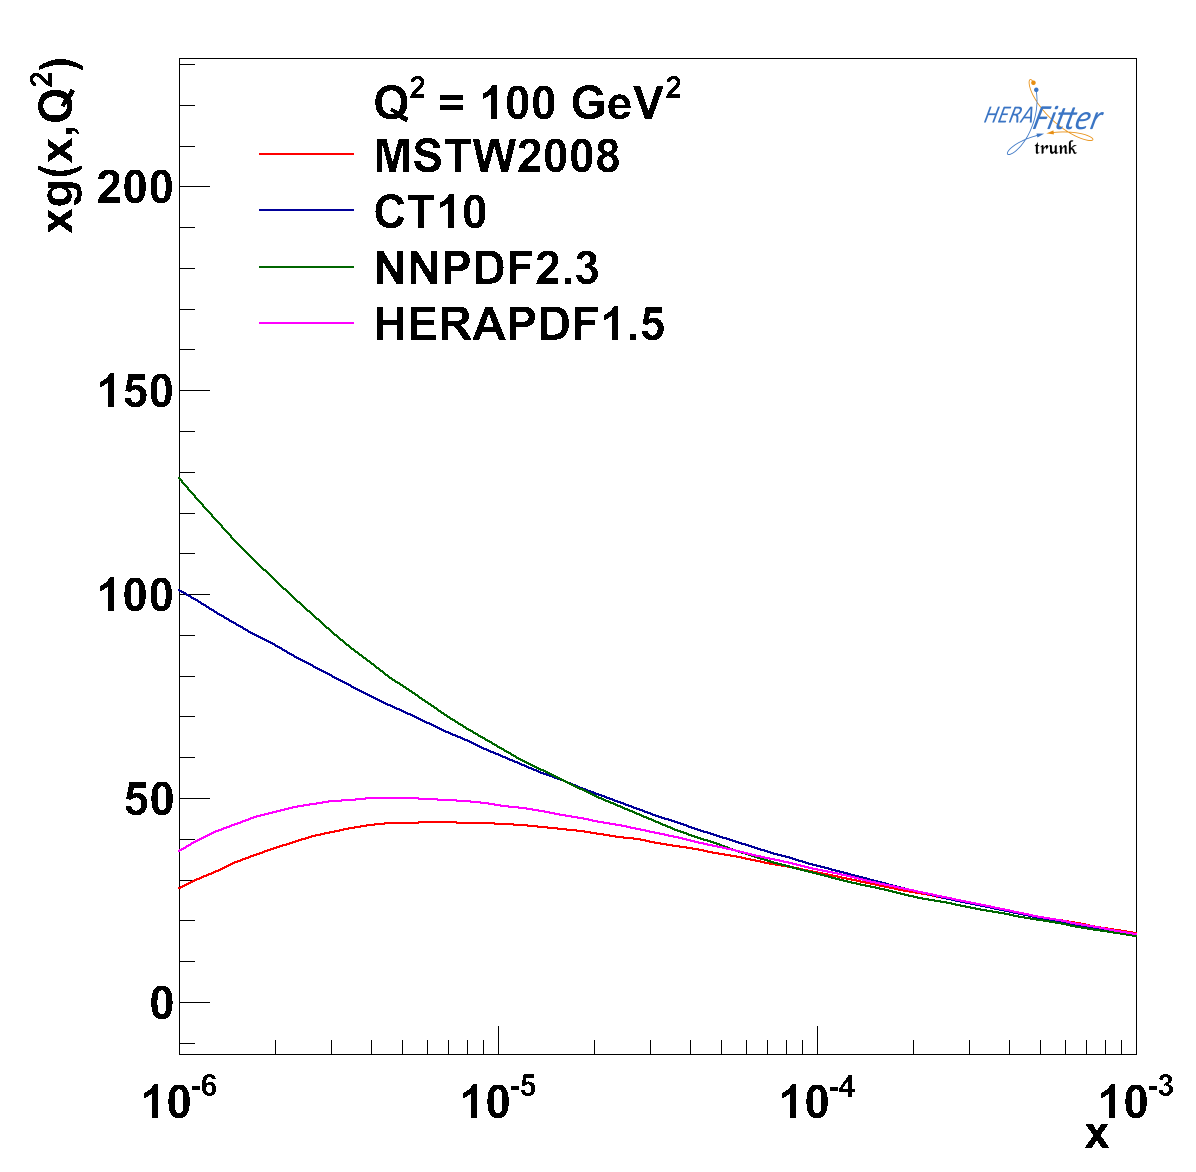 xg(x,Q²)
Q² = 100 GeV²
MSTW2008
CT10
NNPDF2.3
HERAPDF1.5
HERAFitter
trunk
200
150
100
50
0
10⁻⁶ 10⁻⁵ 10⁻⁴ 10⁻³
x